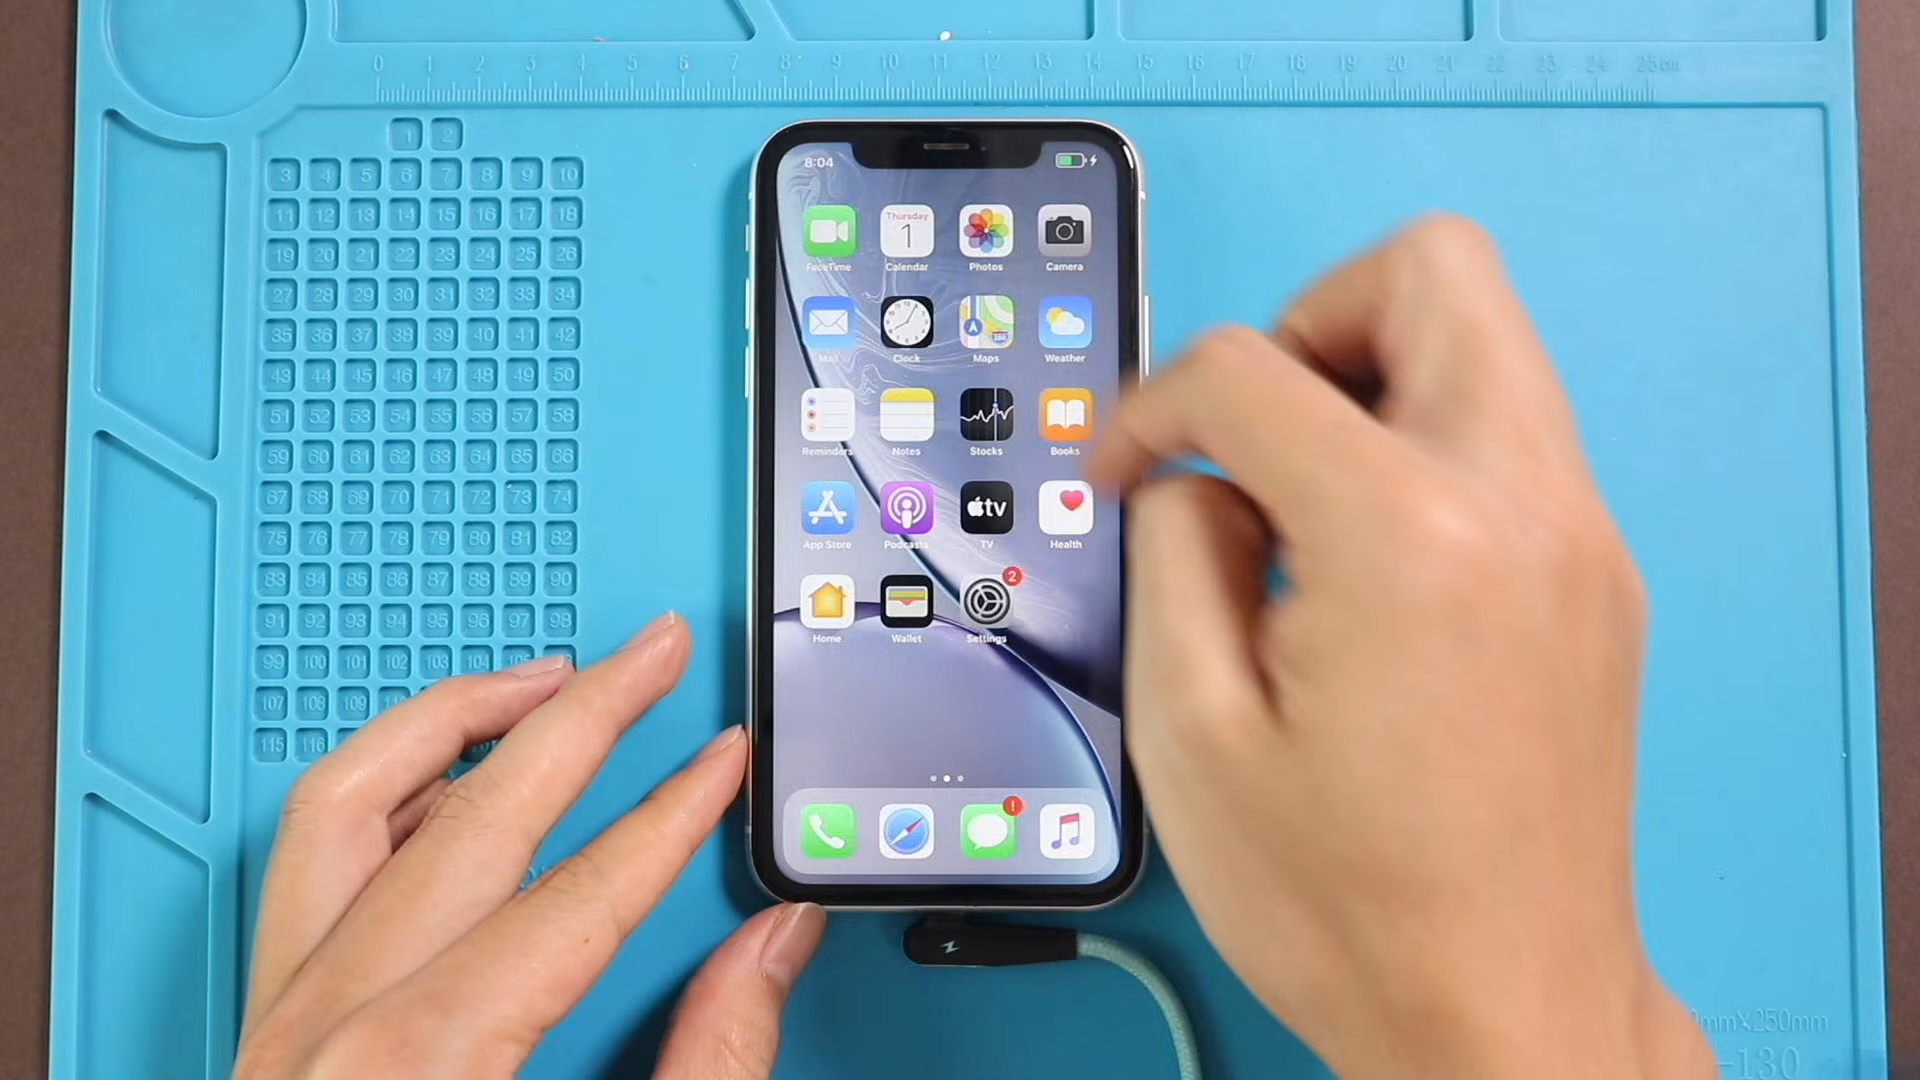 0 1 2 3 4 5 6 7 8 9 10 11 12 13 14 15 16 17 18 19 20 21 22 23 24 25cm
1 2
3 4 5 6 7 8 9 10
11 12 13 14 15 16 17 18
19 20 21 22 23 24 25 26
27 28 29 30 31 32 33 34
35 36 37 38 39 40 41 42
43 44 45 46 47 48 49 50
51 52 53 54 55 56 57 58
59 60 61 62 63 64 65 66
67 68 69 70 71 72 73 74
75 76 77 78 79 80 81 82
83 84 85 86 87 88 89 90
91 92 93 94 95 96 97 98
99 100 101 102 103 104
107 108 109
115 116
8:04
Thursday
1
FaceTime Calendar Photos Camera
Mail Clock Maps Weather
Reminders Notes Stocks Books
tv
App Store Podcasts TV Health
2
Home Wallet Settings
!
mmX250mm
-130